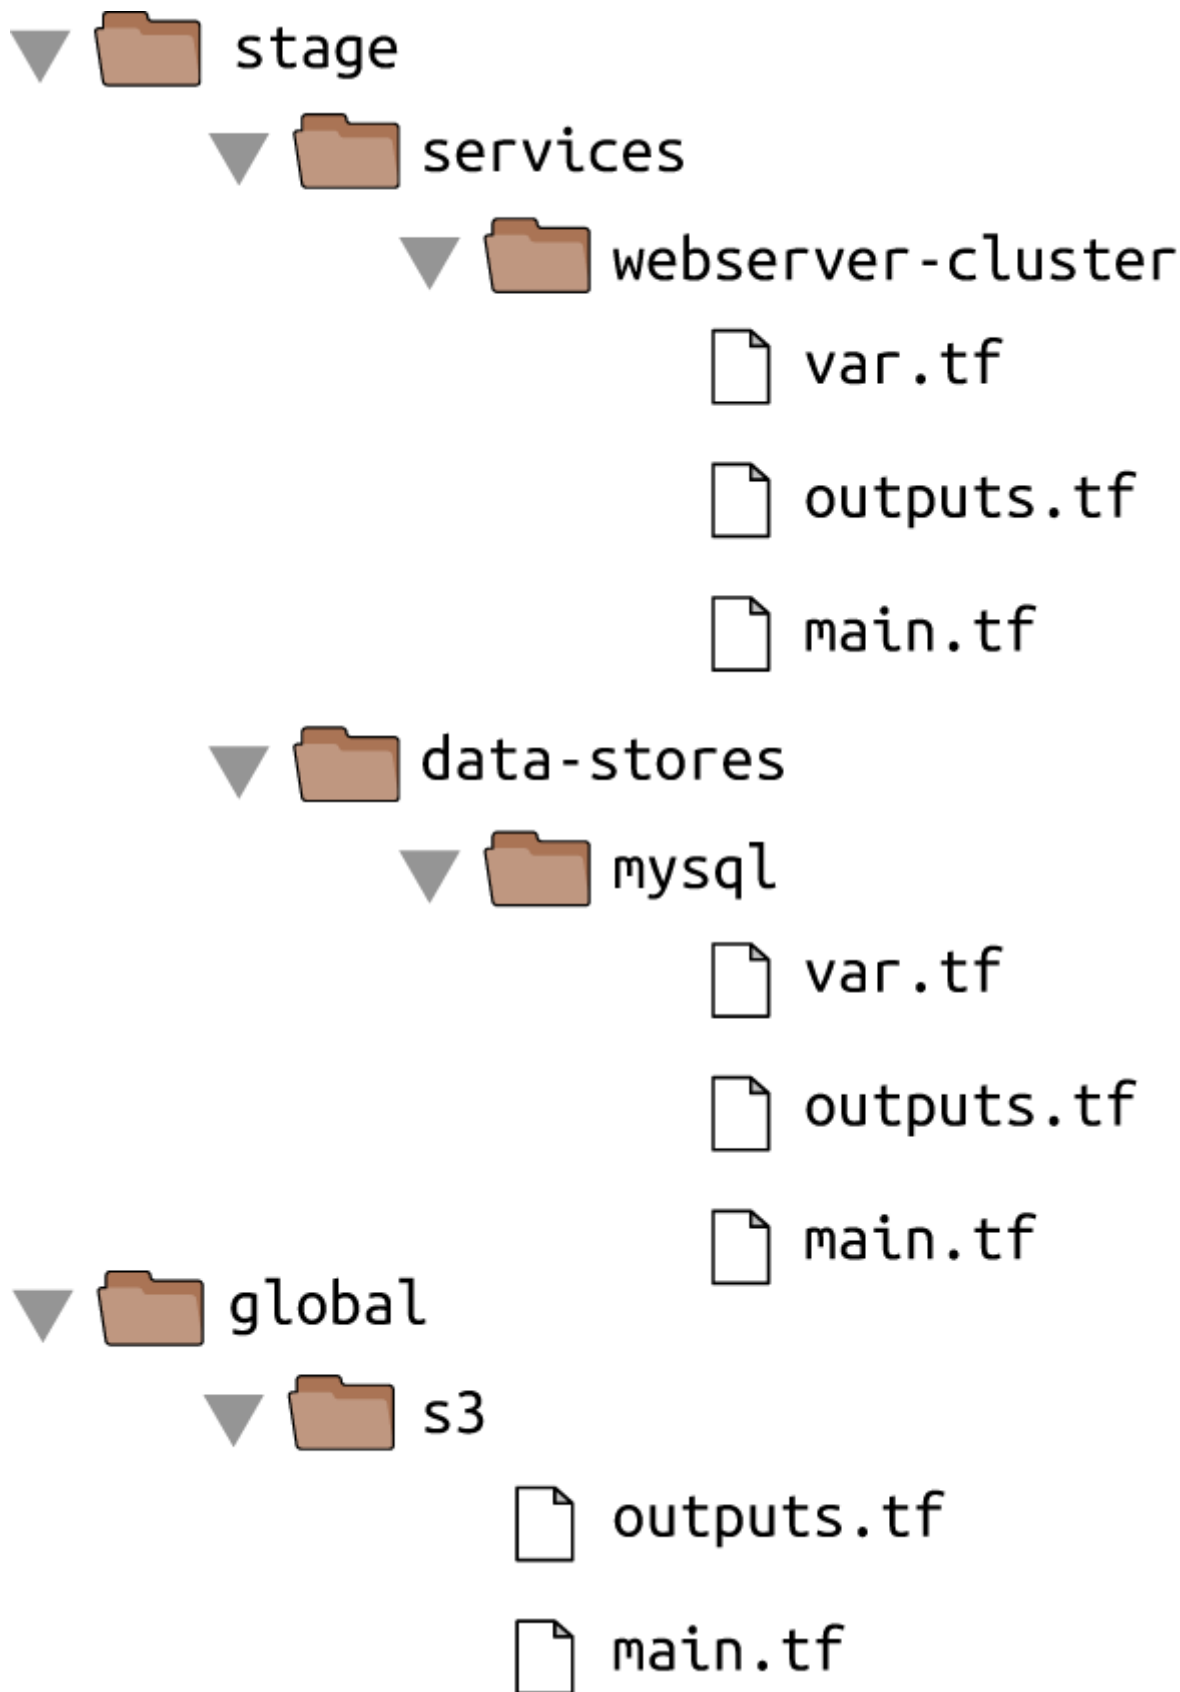 stage
services
webserver-cluster
var.tf
outputs.tf
main.tf
data-stores
mysql
var.tf
outputs.tf
main.tf
global
s3
outputs.tf
main.tf